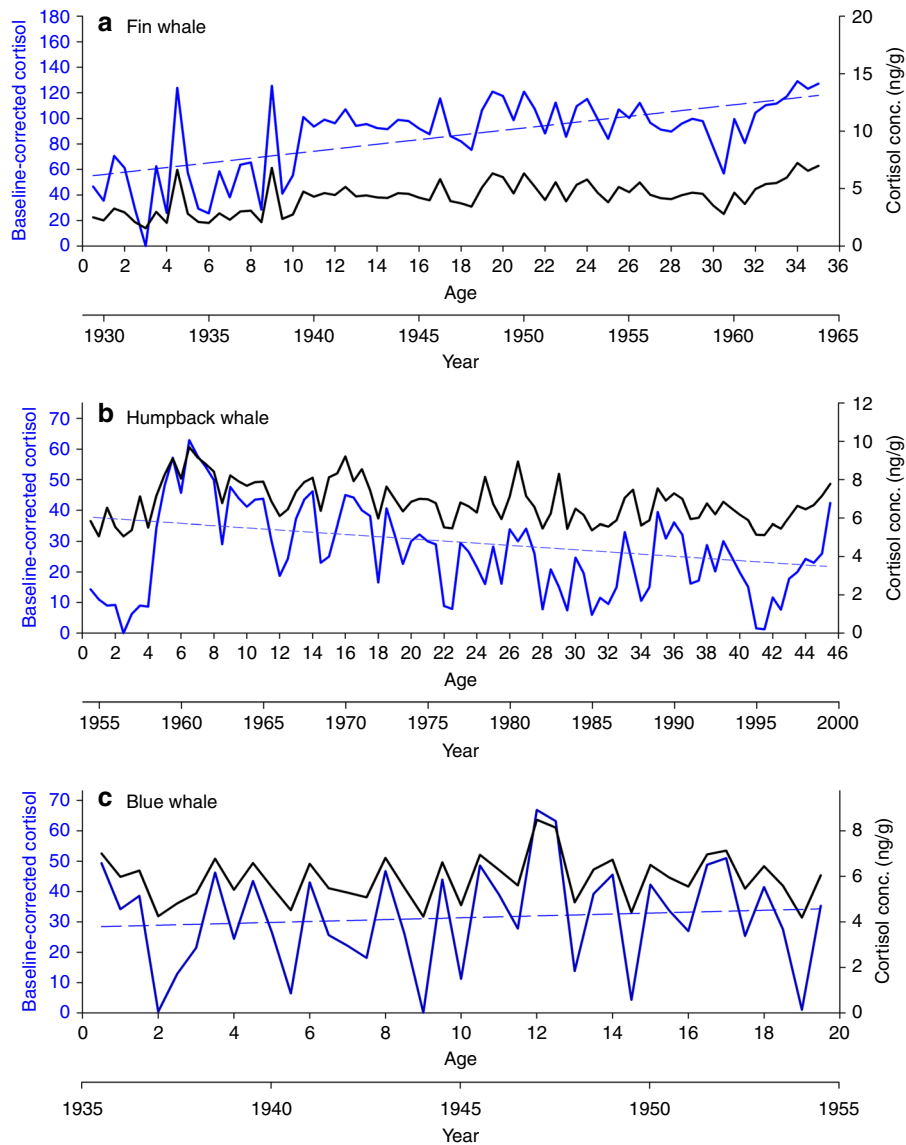 a Fin whale
Baseline-corrected cortisol
180
160
140
120
100
80
60
40
20
0
20
15
10
5
0
Cortisol conc. (ng/g)
0 2 4 6 8 10 12 14 16 18 20 22 24 26 28 30 32 34 36
Age
1930 1935 1940 1945 1950 1955 1960 1965
Year
b Humpback whale
Baseline-corrected cortisol
70
60
50
40
30
20
10
0
12
10
8
6
4
2
0
Cortisol conc. (ng/g)
0 2 4 6 8 10 12 14 16 18 20 22 24 26 28 30 32 34 36 38 40 42 44 46
Age
1955 1960 1965 1970 1975 1980 1985 1990 1995 2000
Year
c Blue whale
Baseline-corrected cortisol
70
60
50
40
30
20
10
0
8
6
4
2
0
Cortisol conc. (ng/g)
0 2 4 6 8 10 12 14 16 18 20
Age
1935 1940 1945 1950 1955
Year